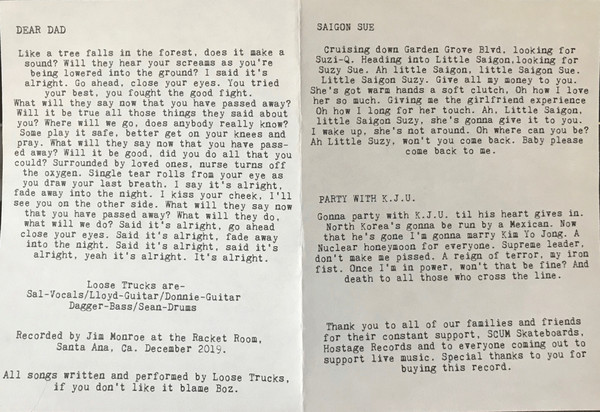 DEAR DAD
Like a tree falls in the forest, does it make a
sound? Will they hear your screams as you're
being lowered into the ground? I said it's
alright. Go ahead, close your eyes. You tried
your best, you fought the good fight.
What will they say now that you have passed away?
Will it be true all those things they said about
you? Where we go, does anybody really know?
Some play it safe, better get on your knees and
pray. What will they say now that you have pass-
ed away? Will it be good, did you do all that you
could? Surrounded by loved ones, nurse turns off
the oxygen. Single tear rolls from your eye as
you draw your last breath. I say it's alright,
fade away into the night. I kiss your cheek, I'll
see you on the other side. What will they say now
that you have passed away? What will they do,
what will we do? Said it's alright, go ahead
close your eyes. Said it's alright, fade away
into the night. Said it's alright, said it's
alright, yeah it's alright. It's alright.
Loose Trucks are-
Sal-Vocals/Lloyd-Guitar/Donnie-Guitar
Dagger-Bass/Sean-Drums
Recorded by Jim Monroe at the Racket Room,
Santa Ana, Ca. December 2019.
All songs written and performed by Loose Trucks,
if you don't like it blame Boz.
SAIGON SUE
Cruising down Garden Grove Blvd, looking for
Suzi-Q. Heading into Little Saigon,looking for
Suzy Sue. Ah little Saigon, little Saigon Sue.
Little Saigon Suzy. Give all my money to you.
She's got warm hands a soft clutch, Oh how I love
her so much. Giving me the girlfriend experience
Oh how I long for her touch. Ah, Little Saigon,
little Saigon Suzy, she's gonna give it to you.
I wake up, she's not around. Oh where can you be?
Ah Little Suzy, won't you come back. Baby please
come back to me.
PARTY WITH K.J.U.
Gonna party with K.J.U. til his heart gives in.
North Korea's gonna be run by a Mexican. Now
that he's gone I'm gonna marry Kim Yo Jong. A
Nuclear honeymoon for everyone. Supreme leader,
don't make me pissed. A reign of terror, my iron
fist. Once I'm in power, won't that be fine? And
death to all those who cross the line.
Thank you to all of our families and friends
for their constant support, SCUM Skateboards,
Hostage Records and to everyone coming out to
support live music. Special thanks to you for
buying this record.